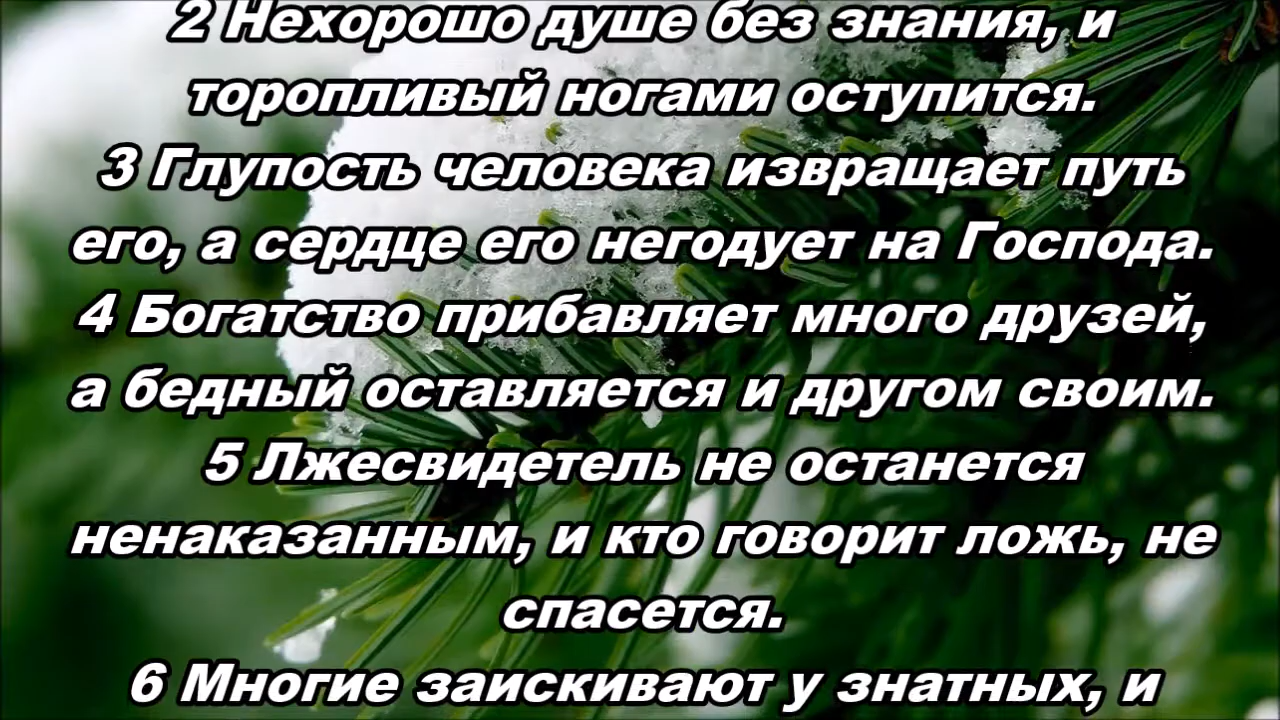 2 Нехорошо душе без знания, и
торопливый ногами оступится.
3 Глупость человека извращает путь
его, а сердце его негодует на Господа.
4 Богатство прибавляет много друзей,
а бедный оставляется и другом своим.
5 Лжесвидетель не останется
ненаказанным, и кто говорит ложь, не
спасется.
6 Многие заискивают у знатных, и